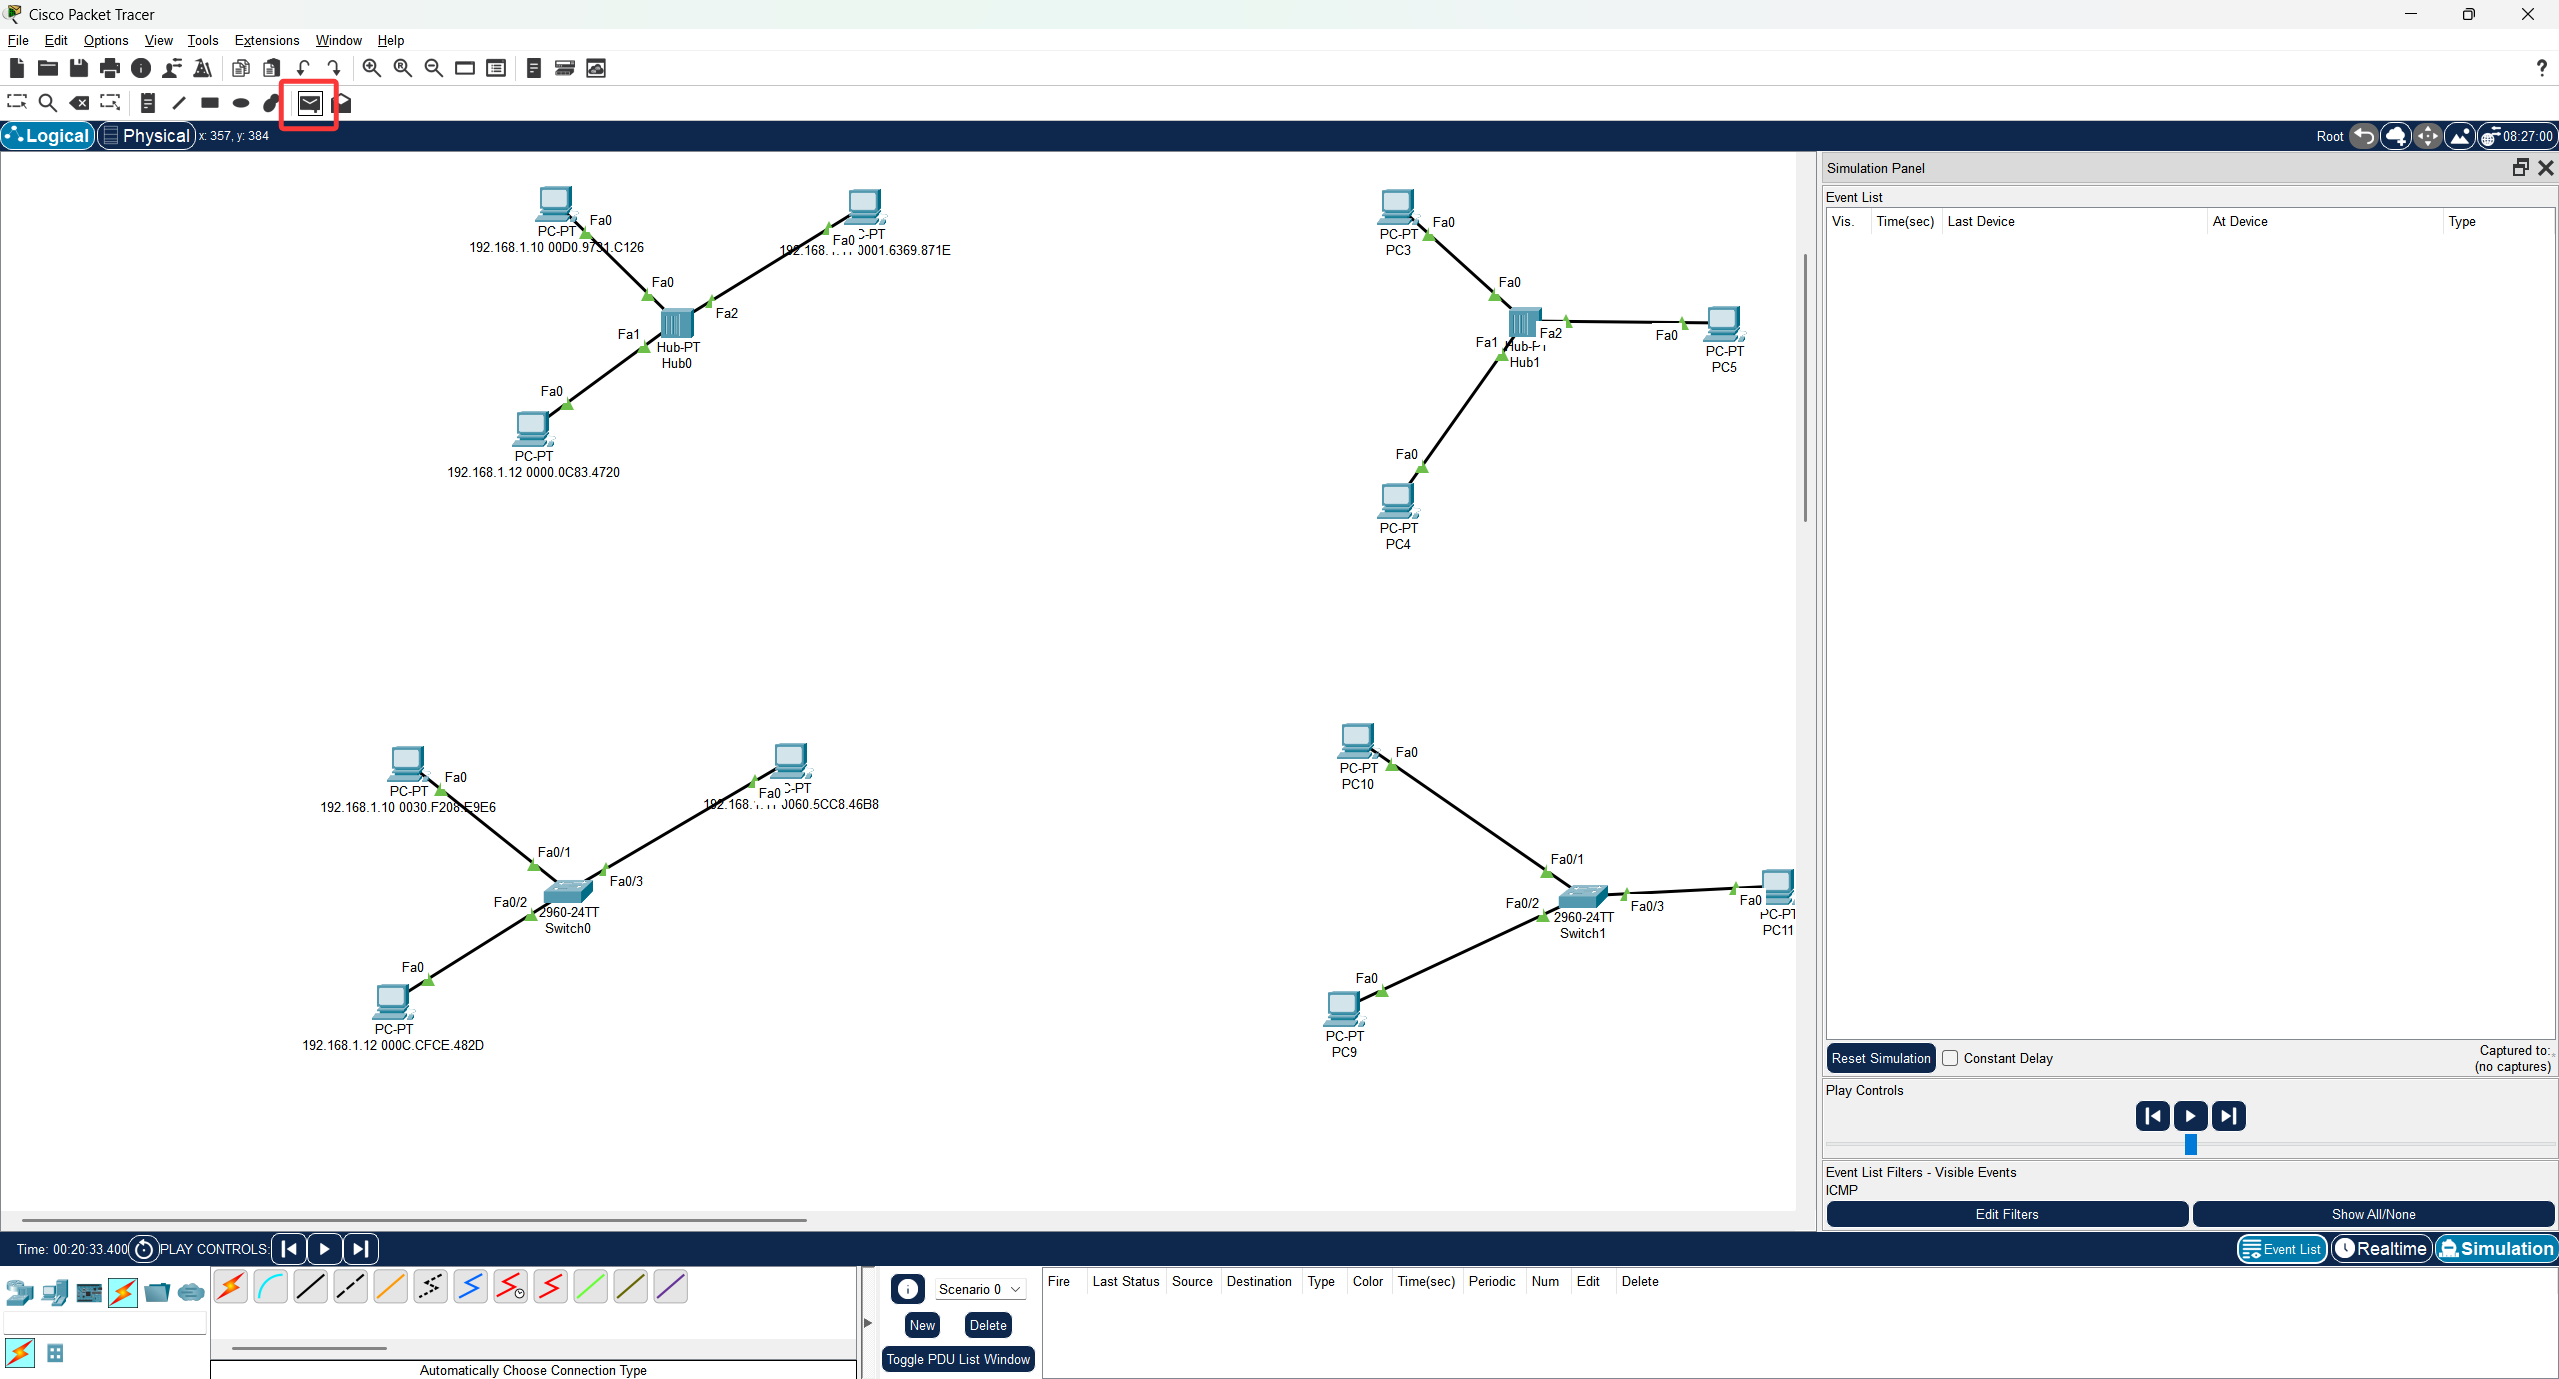 Cisco Packet Tracer
File Edit Options View Tools Extensions Window Help
Logical Physical x: 357, y: 384 Root 08:27:00
PC-PT
192.168.1.10 00D0.9731.C126
Fa0
Fa0
192.168.1.11 0001.6369.871E
Fa0
Fa2
Fa1
Hub-PT
Hub0
Fa0
PC-PT
192.168.1.12 0000.0C83.4720
Fa0
PC-PT
PC3
Fa0
Fa2
Fa0
Fa1
Hub-PT
Hub1
PC-PT
PC5
Fa0
PC-PT
PC4
Fa0
PC-PT
192.168.1.10 0030.F208.E9E6
Fa0
192.168.1.11 0060.5CC8.46B8
Fa0/1
Fa0/3
Fa0/2
2960-24TT
Switch0
Fa0
PC-PT
192.168.1.12 000C.CFCE.482D
Fa0
PC-PT
PC10
Fa0/1
Fa0/2
Fa0/3
Fa0
2960-24TT
Switch1
PC-PT
PC11
Fa0
PC-PT
PC9
Simulation Panel
Event List
Vis. Time(sec) Last Device At Device Type
Reset Simulation Constant Delay Captured to:
(no captures)
Play Controls
Event List Filters - Visible Events
ICMP
Edit Filters Show All/None
Time: 00:20:33.400 PLAY CONTROLS: Event List Realtime Simulation
Automatically Choose Connection Type
Scenario 0
New Delete
Toggle PDU List Window
Fire Last Status Source Destination Type Color Time(sec) Periodic Num Edit Delete